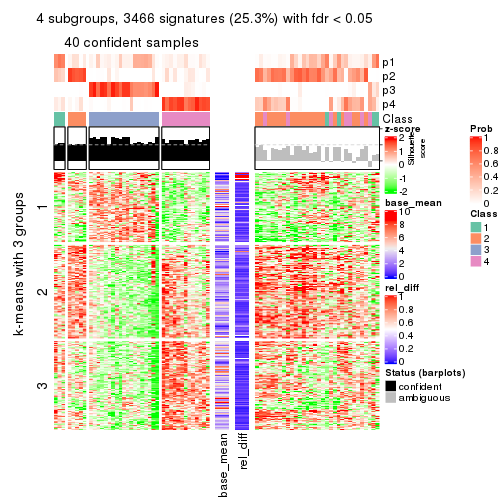 4 subgroups, 3466 signatures (25.3%) with fdr < 0.05
40 confident samples
p1
p2
p3
p4
Class
z-score
2
1
0
-1
-2
Silhouette
score
base_mean
10
8
6
4
2
0
rel_diff
1
0.8
0.6
0.4
0.2
0
Status (barplots)
confident
ambiguous
Prob
1
0.8
0.6
0.4
0.2
0
Class
1
2
3
4
k-means with 3 groups
1
2
3
base_mean
rel_diff